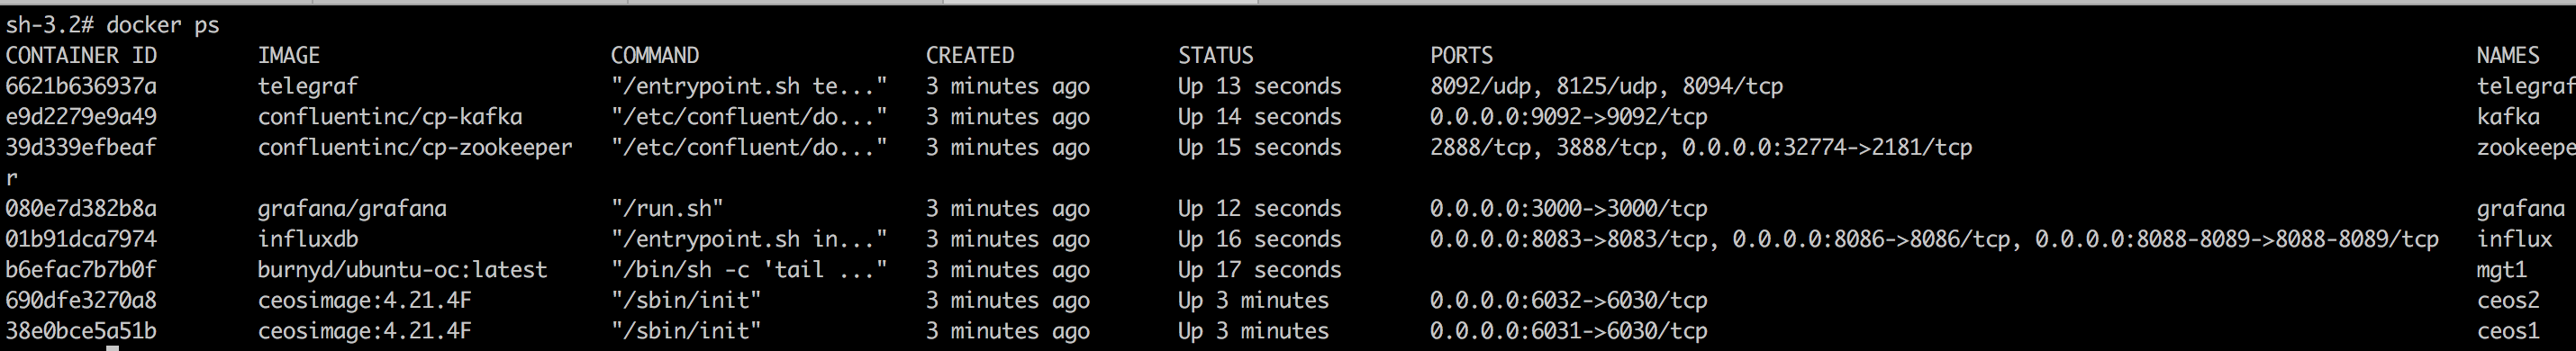 sh-3.2# docker ps
CONTAINER ID        IMAGE                       COMMAND                  CREATED             STATUS              PORTS                                                                              NAMES
6621b636937a        telegraf                    "/entrypoint.sh te..."   3 minutes ago       Up 13 seconds       8092/udp, 8125/udp, 8094/tcp                                                       telegraf
e9d2279e9a49        confluentinc/cp-kafka       "/etc/confluent/do..."   3 minutes ago       Up 14 seconds       0.0.0.0:9092->9092/tcp                                                             kafka
39d339efbeaf        confluentinc/cp-zookeeper   "/etc/confluent/do..."   3 minutes ago       Up 15 seconds       2888/tcp, 3888/tcp, 0.0.0.0:32774->2181/tcp                                        zookeepe
r
080e7d382b8a        grafana/grafana             "/run.sh"                3 minutes ago       Up 12 seconds       0.0.0.0:3000->3000/tcp                                                             grafana
01b91dca7974        influxdb                    "/entrypoint.sh in..."   3 minutes ago       Up 16 seconds       0.0.0.0:8083->8083/tcp, 0.0.0.0:8086->8086/tcp, 0.0.0.0:8088-8089->8088-8089/tcp   influx
b6efac7b7b0f        burnyd/ubuntu-oc:latest     "/bin/sh -c 'tail ..."   3 minutes ago       Up 17 seconds                                                                                          mgt1
690dfe3270a8        ceosimage:4.21.4F           "/sbin/init"             3 minutes ago       Up 3 minutes        0.0.0.0:6032->6030/tcp                                                             ceos2
38e0bce5a51b        ceosimage:4.21.4F           "/sbin/init"             3 minutes ago       Up 3 minutes        0.0.0.0:6031->6030/tcp                                                             ceos1